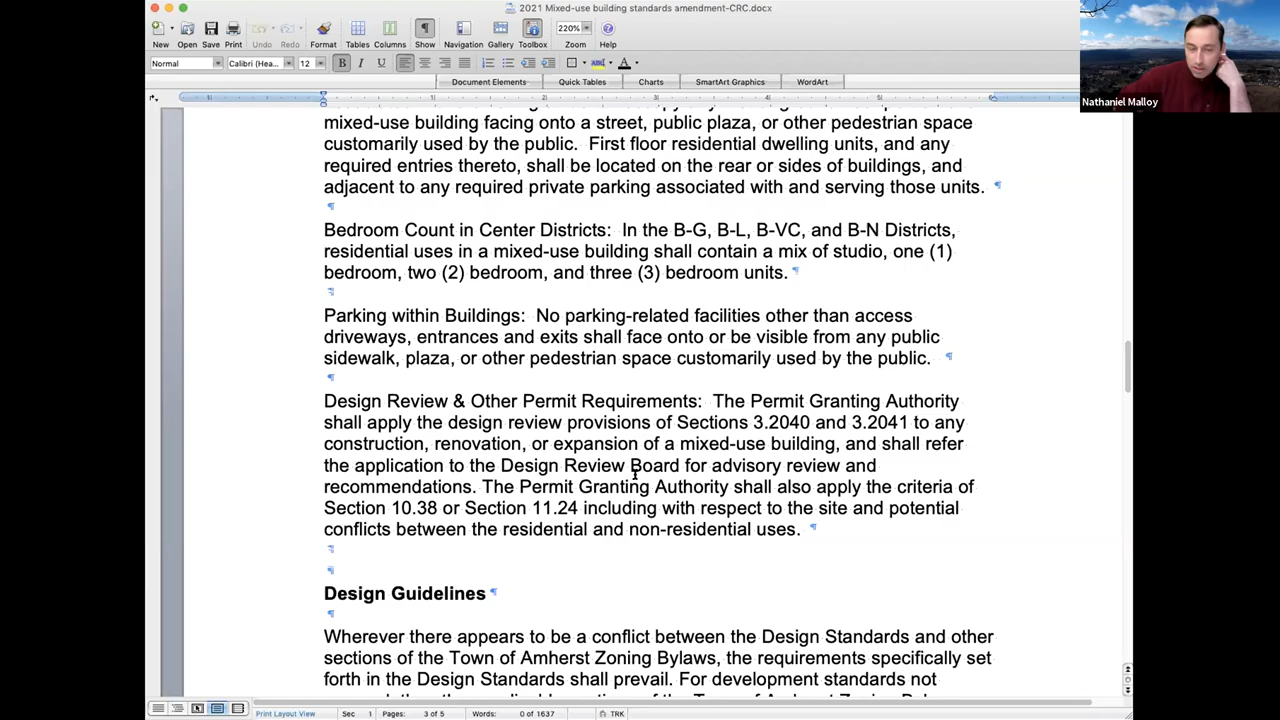 2021 Mixed-use building standards amendment-CRC.docx
New Open Save Print Undo Redo Format Tables Columns Show Navigation Gallery Toolbox Zoom Help
220%
Normal Calibri (Hea... 12 B I U
Document Elements Quick Tables Charts SmartArt Graphics WordArt
Nathaniel Malloy
mixed-use building facing onto a street, public plaza, or other pedestrian space
customarily used by the public. First floor residential dwelling units, and any
required entries thereto, shall be located on the rear or sides of buildings, and
adjacent to any required private parking associated with and serving those units.
Bedroom Count in Center Districts: In the B-G, B-L, B-VC, and B-N Districts,
residential uses in a mixed-use building shall contain a mix of studio, one (1)
bedroom, two (2) bedroom, and three (3) bedroom units.
Parking within Buildings: No parking-related facilities other than access
driveways, entrances and exits shall face onto or be visible from any public
sidewalk, plaza, or other pedestrian space customarily used by the public.
Design Review & Other Permit Requirements: The Permit Granting Authority
shall apply the design review provisions of Sections 3.2040 and 3.2041 to any
construction, renovation, or expansion of a mixed-use building, and shall refer
the application to the Design Review Board for advisory review and
recommendations. The Permit Granting Authority shall also apply the criteria of
Section 10.38 or Section 11.24 including with respect to the site and potential
conflicts between the residential and non-residential uses.
Design Guidelines
Wherever there appears to be a conflict between the Design Standards and other
sections of the Town of Amherst Zoning Bylaws, the requirements specifically set
forth in the Design Standards shall prevail. For development standards not
Print Layout View Sec 1 Pages: 3 of 5 Words: 0 of 1637 TRK